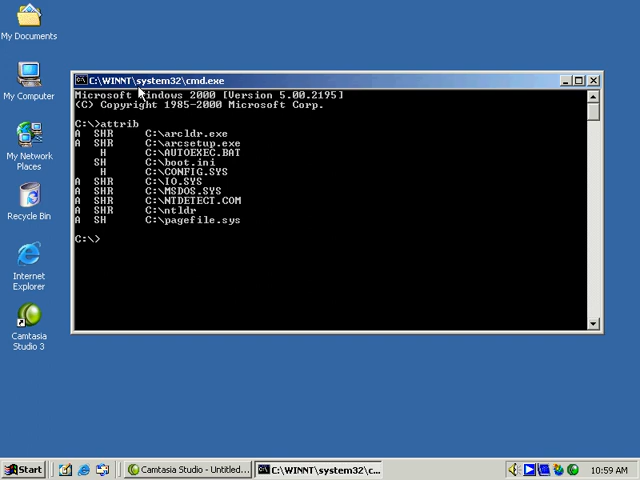 My Documents
My Computer
My Network
Places
Recycle Bin
Internet
Explorer
Camtasia
Studio 3
C:\WINNT\system32\cmd.exe
Microsoft Windows 2000 [Version 5.00.2195]
(C) Copyright 1985-2000 Microsoft Corp.
C:\>attrib
A  SHR     C:\arcldr.exe
A  SHR     C:\arcsetup.exe
H     C:\AUTOEXEC.BAT
SH      C:\boot.ini
H     C:\CONFIG.SYS
A  SHR     C:\IO.SYS
A  SHR     C:\MSDOS.SYS
A  SHR     C:\NTDETECT.COM
A  SHR     C:\ntldr
A  SH      C:\pagefile.sys
C:\>
Start
Camtasia Studio - Untitled...
C:\WINNT\system32\c...
10:59 AM